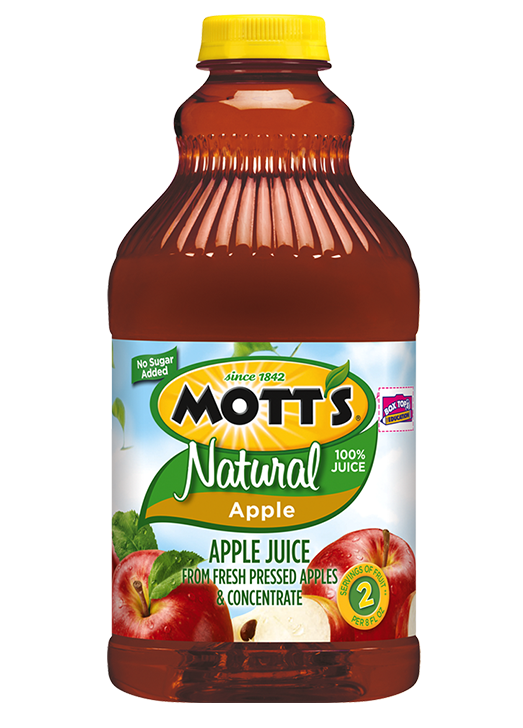 No Sugar
Added
since 1842
MOTT'S®
BOX TOPS
EDUCATION
Natural
100%
JUICE
Apple
APPLE JUICE
FROM FRESH PRESSED APPLES
& CONCENTRATE
SERVINGS OF FRUIT
2
PER 8 FL OZ